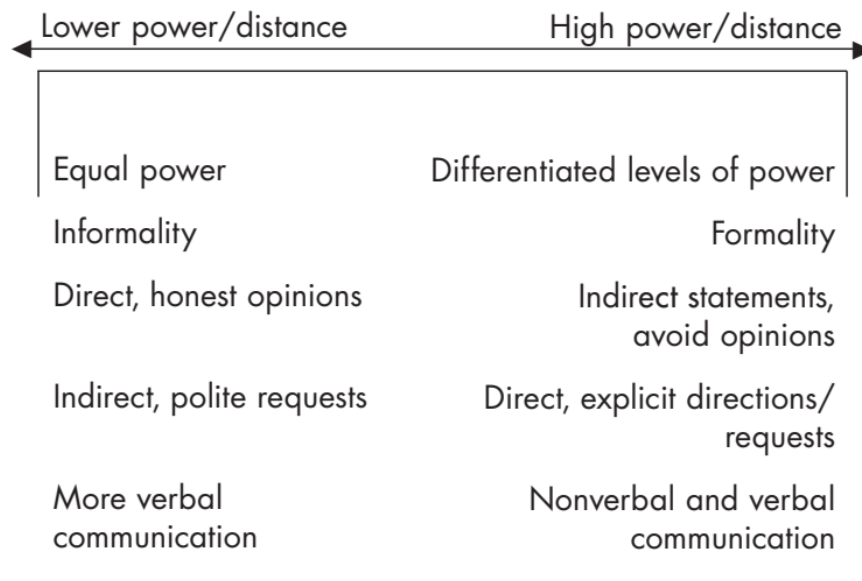 Lower power/distance High power/distance
Equal power Differentiated levels of power
Informality Formality
Direct, honest opinions Indirect statements,
avoid opinions
Indirect, polite requests Direct, explicit directions/
requests
More verbal Nonverbal and verbal
communication communication